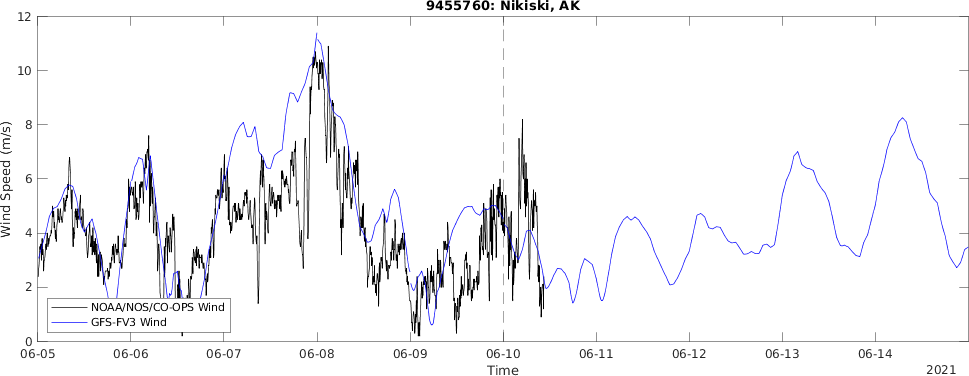 9455760: Nikiski, AK
Wind Speed (m/s)
12
10
8
6
4
2
0
NOAA/NOS/CO-OPS Wind
GFS-FV3 Wind
06-05 06-06 06-07 06-08 06-09 06-10 06-11 06-12 06-13 06-14
Time
2021